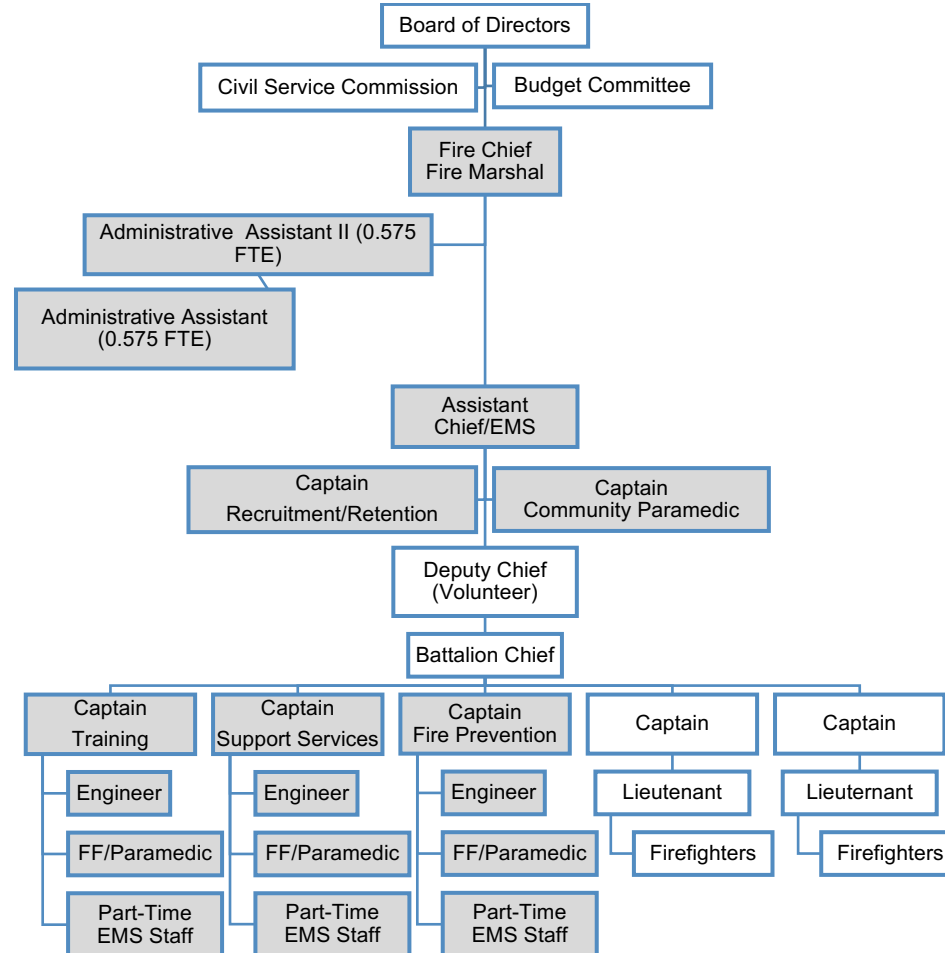 Board of Directors
Civil Service Commission
Budget Committee
Fire Chief
Fire Marshal
Administrative Assistant II (0.575
FTE)
Administrative Assistant
(0.575 FTE)
Assistant
Chief/EMS
Captain
Recruitment/Retention
Captain
Community Paramedic
Deputy Chief
(Volunteer)
Battalion Chief
Captain
Training
Engineer
FF/Paramedic
Part-Time
EMS Staff
Captain
Support Services
Engineer
FF/Paramedic
Part-Time
EMS Staff
Captain
Fire Prevention
Engineer
FF/Paramedic
Part-Time
EMS Staff
Captain
Lieutenant
Firefighters
Captain
Lieuternant
Firefighters